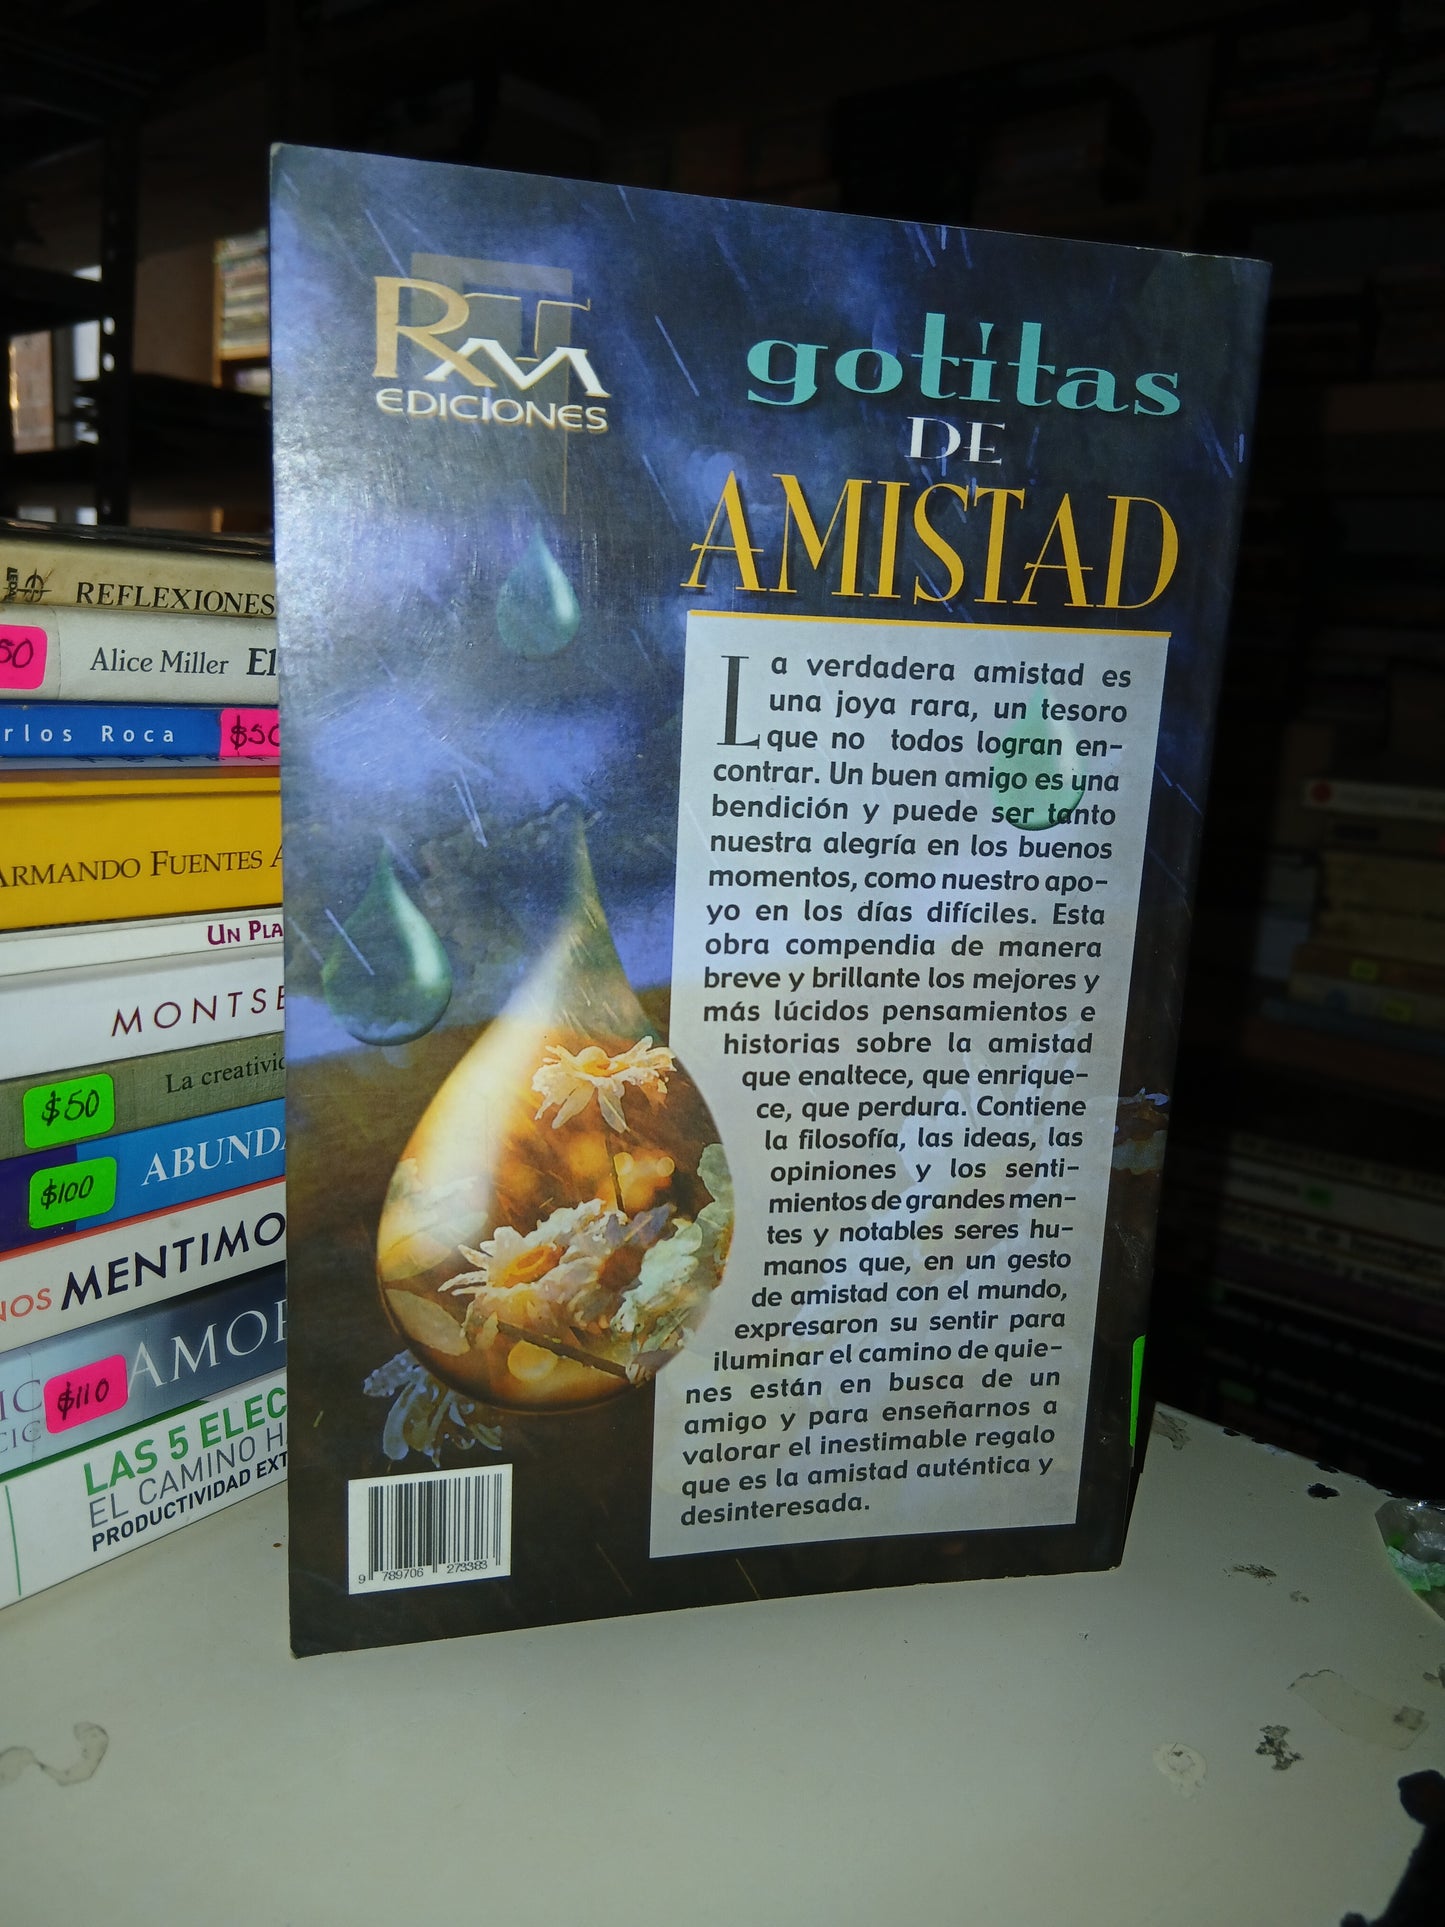 RTM
EDICIONES
gotitas
DE
AMISTAD
La verdadera amistad es
una joya rara, un tesoro
que no todos logran en-
contrar. Un buen amigo es una
bendición y puede ser tanto
nuestra alegría en los buenos
momentos, como nuestro apo-
yo en los días difíciles. Esta
obra compendia de manera
breve y brillante los mejores y
más lúcidos pensamientos e
historias sobre la amistad
que enaltece, que enrique-
ce, que perdura. Contiene
la filosofía, las ideas, las
opiniones y los senti-
mientos de grandes men-
tes y notables seres hu-
manos que, en un gesto
de amistad con el mundo,
expresaron su sentir para
iluminar el camino de quie-
nes están en busca de un
amigo y para enseñarnos a
valorar el inestimable regalo
que es la amistad auténtica y
desinteresada.
9 789706 273383
REFLEXIONES
50
Alice Miller El
rlos Roca
$50
ARMANDO FUENTES A
UN PLA
MONTSE
La creativid
$50
ABUNDA
$100
NOS MENTIMO
AMOR
$110
LAS 5 ELEC
EL CAMINO H
PRODUCTIVIDAD EXT